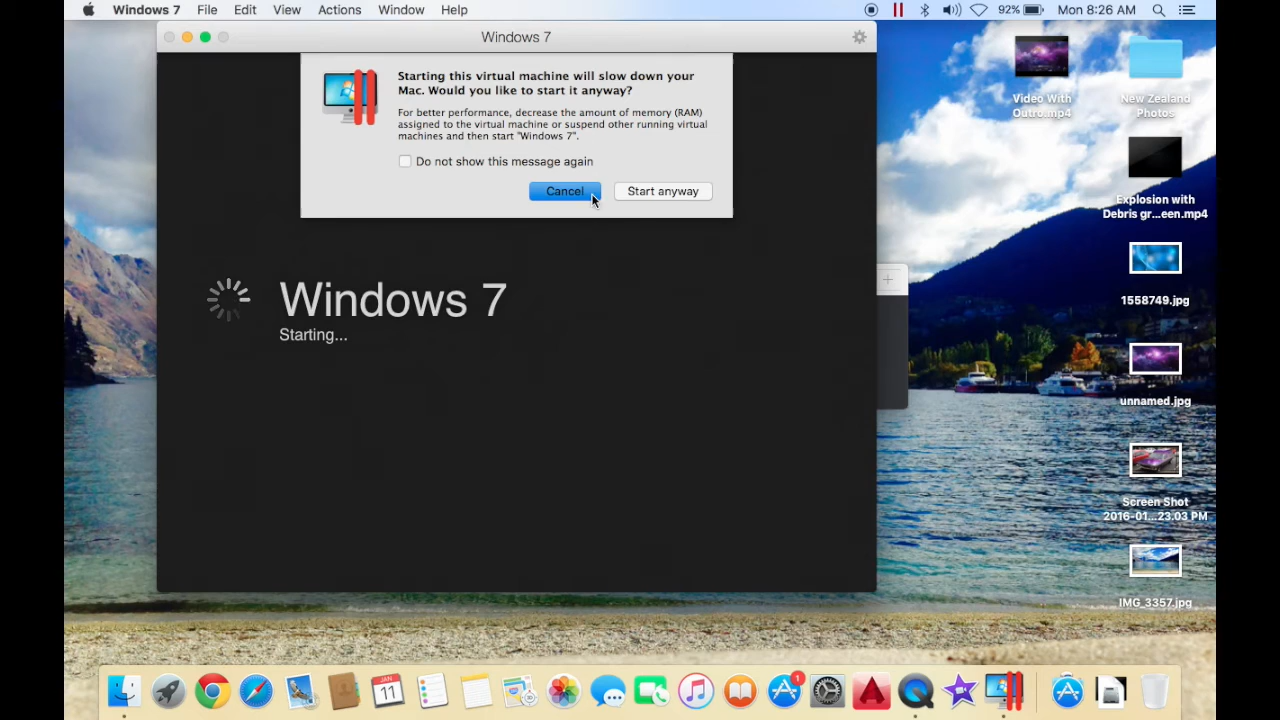 Windows 7 File Edit View Actions Window Help 92% Mon 8:26 AM
Windows 7
Starting this virtual machine will slow down your
Mac. Would you like to start it anyway?
For better performance, decrease the amount of memory (RAM)
assigned to the virtual machine or suspend other running virtual
machines and then start "Windows 7".
Do not show this message again
Cancel Start anyway
Windows 7
Starting...
Video With
Outro.mp4
New Zealand
Photos
Explosion with
Debris gr...een.mp4
1558749.jpg
unnamed.jpg
Screen Shot
2016-01...23.03 PM
IMG_3357.jpg
JAN
11
1